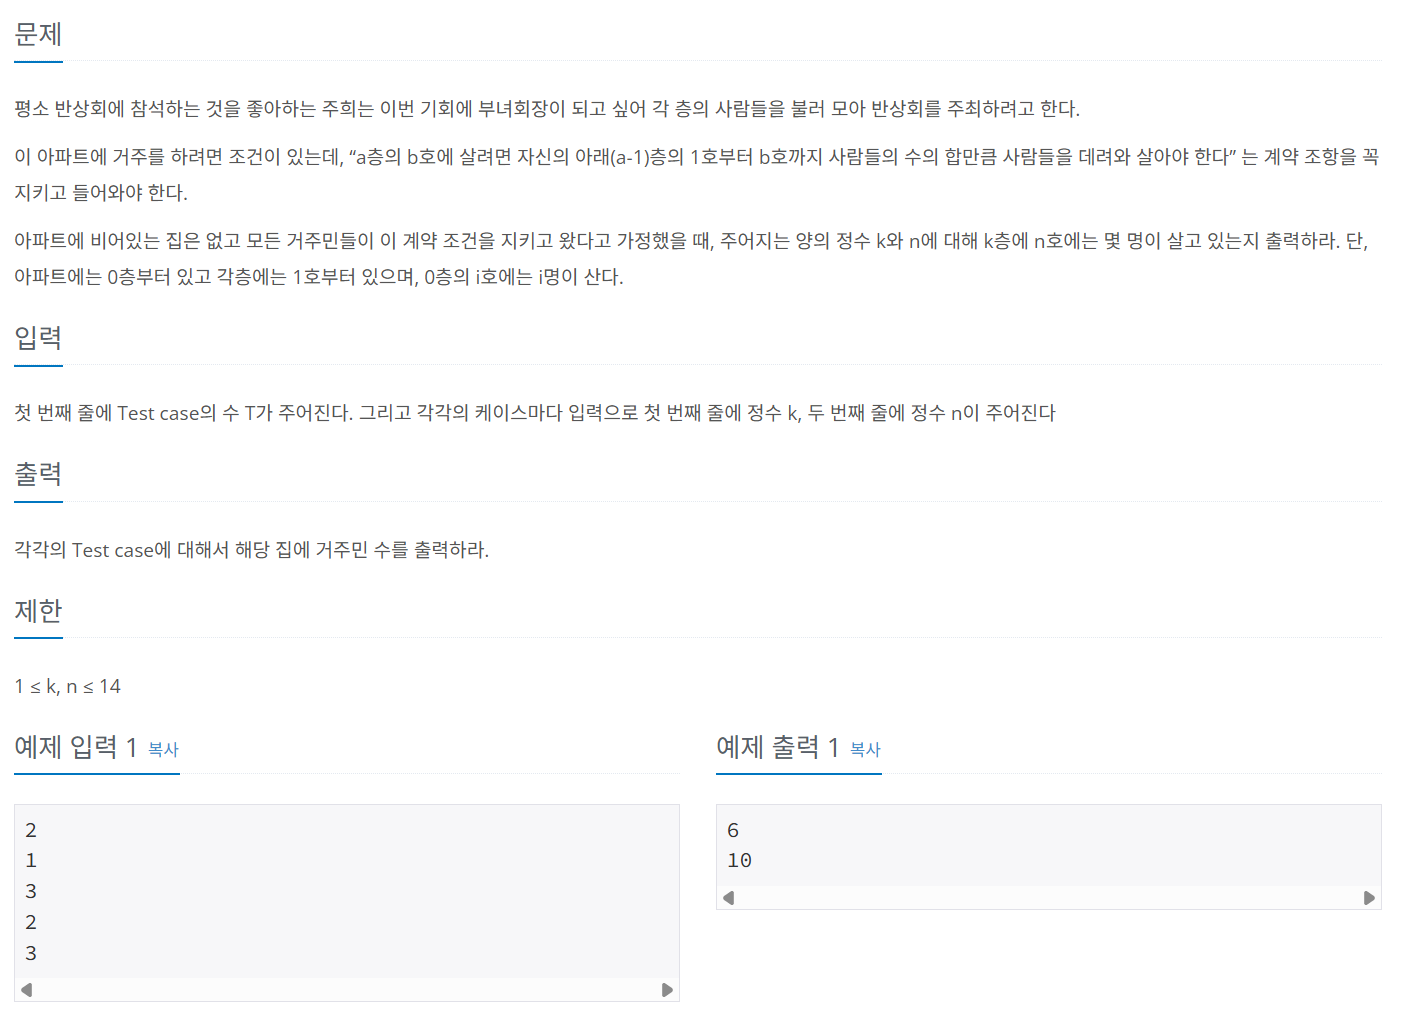 문제
평소 반상회에 참석하는 것을 좋아하는 주희는 이번 기회에 부녀회장이 되고 싶어 각 층의 사람들을 불러 모아 반상회를 주최하려고 한다.
이 아파트에 거주를 하려면 조건이 있는데, “a층의 b호에 살려면 자신의 아래(a-1)층의 1호부터 b호까지 사람들의 수의 합만큼 사람들을 데려와 살아야 한다” 는 계약 조항을 꼭
지키고 들어와야 한다.
아파트에 비어있는 집은 없고 모든 거주민들이 이 계약 조건을 지키고 왔다고 가정했을 때, 주어지는 양의 정수 k와 n에 대해 k층에 n호에는 몇 명이 살고 있는지 출력하라. 단,
아파트에는 0층부터 있고 각층에는 1호부터 있으며, 0층의 i호에는 i명이 산다.
입력
첫 번째 줄에 Test case의 수 T가 주어진다. 그리고 각각의 케이스마다 입력으로 첫 번째 줄에 정수 k, 두 번째 줄에 정수 n이 주어진다
출력
각각의 Test case에 대해서 해당 집에 거주민 수를 출력하라.
제한
1 ≤ k, n ≤ 14
예제 입력 1 복사
2
1
3
2
3
예제 출력 1 복사
6
10